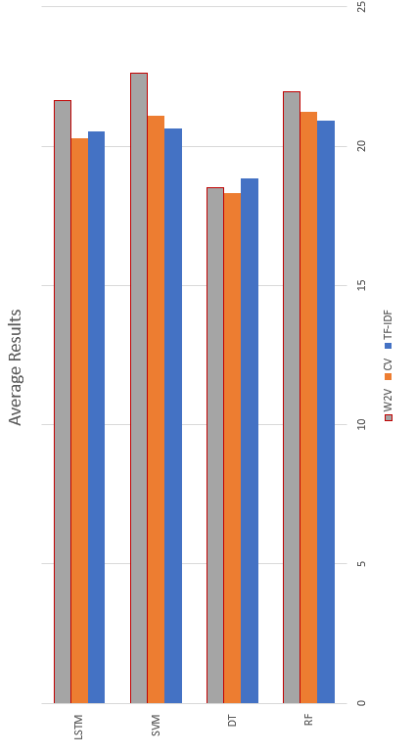 Average Results
LSTM
SVM
DT
RF
0
5
10
15
20
25
W2V CV TF-IDF